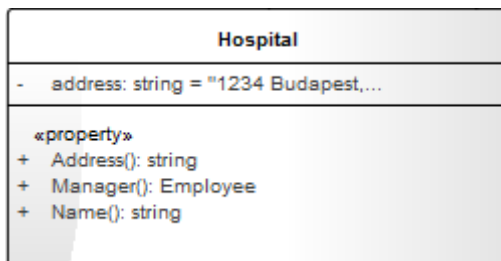 Hospital
- address: string = "1234 Budapest,...
«property»
+ Address(): string
+ Manager(): Employee
+ Name(): string